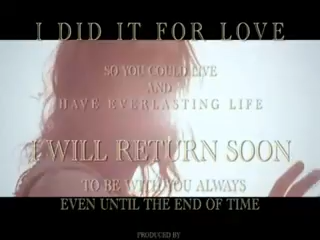 I DID IT FOR LOVE
SO YOU COULD LIVE
AND
HAVE EVERLASTING LIFE
I WILL RETURN SOON
TO BE WITH YOU ALWAYS
EVEN UNTIL THE END OF TIME
PRODUCED BY